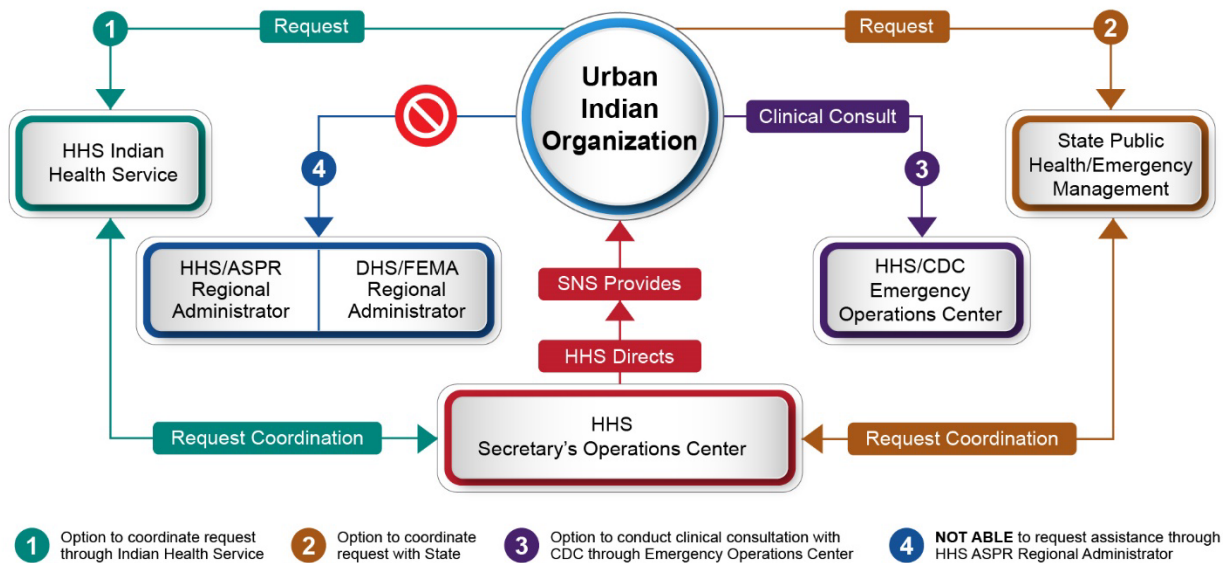 1
Request
Urban
Indian
Organization
Request
2
HHS Indian
Health Service
4
Clinical Consult
3
State Public
Health/Emergency
Management
HHS/ASPR
Regional
Administrator
DHS/FEMA
Regional
Administrator
SNS Provides
HHS/CDC
Emergency
Operations Center
HHS Directs
Request Coordination
HHS
Secretary's Operations Center
Request Coordination
1
Option to coordinate request
through Indian Health Service
2
Option to coordinate
request with State
3
Option to conduct clinical consultation with
CDC through Emergency Operations Center
4
NOT ABLE to request assistance through
HHS ASPR Regional Administrator